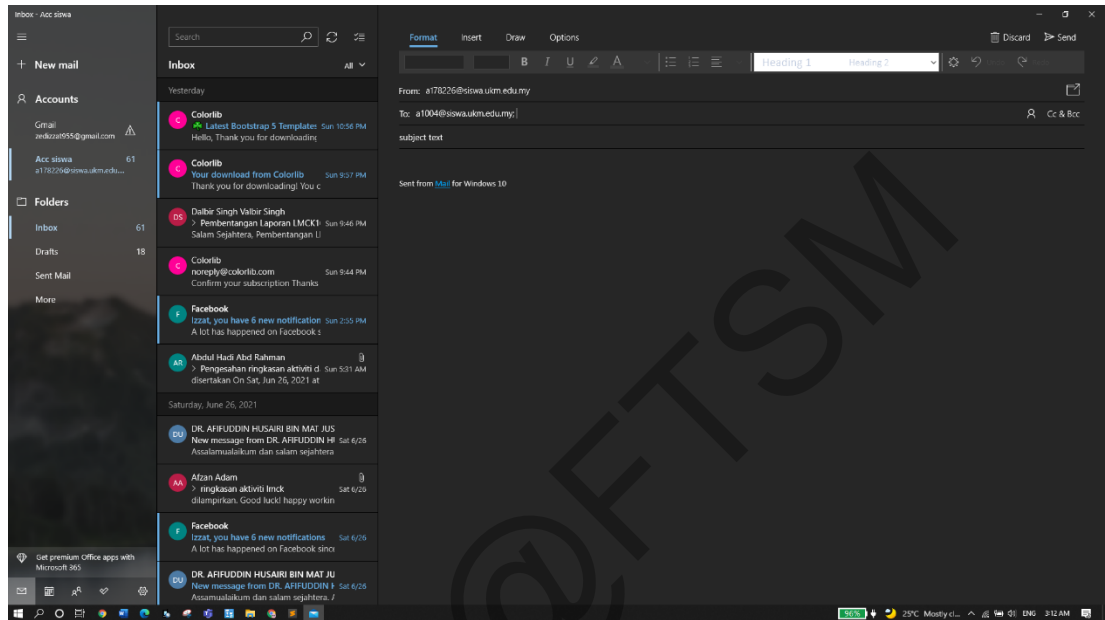 Inbox - Acc siswa
New mail
Accounts
Gmail
zedizzat955@gmail.com
Acc siswa 61
a178226@siswa.ukm.edu...
Folders
Inbox 61
Drafts 18
Sent Mail
More
Get premium Office apps with
Microsoft 365
Search
Inbox All
Yesterday
Colorlib
Latest Bootstrap 5 Templates Sun 10:56 PM
Hello, Thank you for downloading
Colorlib
Your download from Colorlib Sun 9:57 PM
Thank you for downloading! You c
DS
Dalbir Singh Valbir Singh
> Pembentangan Laporan LMCK1 Sun 9:46 PM
Salam Sejahtera, Pembentangan
C
Colorlib
noreply@colorlib.com Sun 9:44 PM
Confirm your subscription Thanks
F
Facebook
Izzat, you have 6 new notification Sun 2:55 PM
A lot has happened on Facebook s
AR
Abdul Hadi Abd Rahman
> Pengesahan ringkasan aktiviti d Sun 5:31 AM
disertakan On Sat, Jun 26, 2021 at
Saturday, June 26, 2021
DU
DR. AFIFUDDIN HUSAIRI BIN MAT JUS
New message from DR. AFIFUDDIN H Sat 6/26
Assalamualaikum dan salam sejahtera
AA
Afzan Adam
> ringkasan aktiviti lmck Sat 6/26
dilampirkan. Good luck! happy workin
F
Facebook
Izzat, you have 6 new notifications Sat 6/26
A lot has happened on Facebook since
DU
DR. AFIFUDDIN HUSAIRI BIN MAT JU
New message from DR. AFIFUDDIN H Sat 6/26
Assamualaikum dan salam sejahtera. /
Format Insert Draw Options
Discard Send
B I U A
Heading 1 Heading 2
From: a178226@siswa.ukm.edu.my
To: a1004@siswa.ukm.edu.my;
Cc & Bcc
subject text
Sent from Mail for Windows 10
@FTSM
96% 25°C Mostly cl... ENG 3:12 AM